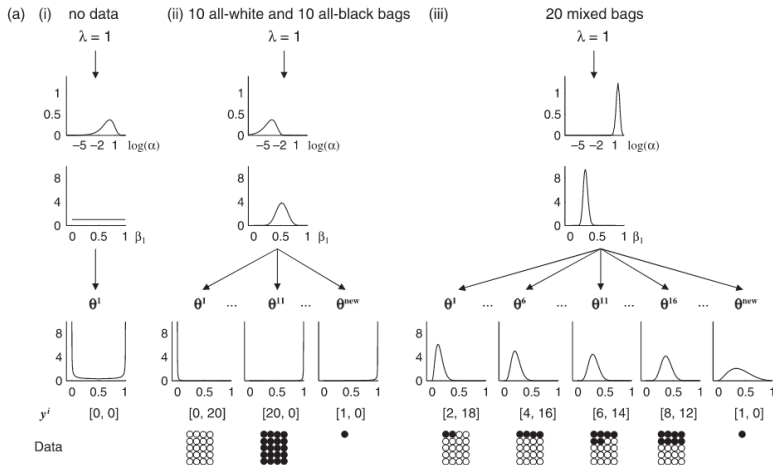 (a) (i) no data (ii) 10 all-white and 10 all-black bags (iii) 20 mixed bags
λ = 1 λ = 1 λ = 1
1 1 1
0.5 0.5 0.5
0 0 0
−5 −2 1 log(α) −5 −2 1 log(α) −5 −2 1 log(α)
8 8 8
4 4 4
0 0 0
0 0.5 1 β₁ 0 0.5 1 β₁ 0 0.5 1 β₁
θ¹ θ¹ ... θ¹¹ ... θⁿᵉʷ θ¹ ... θ⁶ ... θ¹¹ ... θ¹⁶ ... θⁿᵉʷ
8 8 8
4 4 4
0 0 0
0 0.5 1 0 0.5 1 0 0.5 1 0 0.5 1 0 0.5 1 0 0.5 1 0 0.5 1 0 0.5 1 0 0.5 1
yⁱ [0, 0] [0, 20] [20, 0] [1, 0] [2, 18] [4, 16] [6, 14] [8, 12] [1, 0]
Data